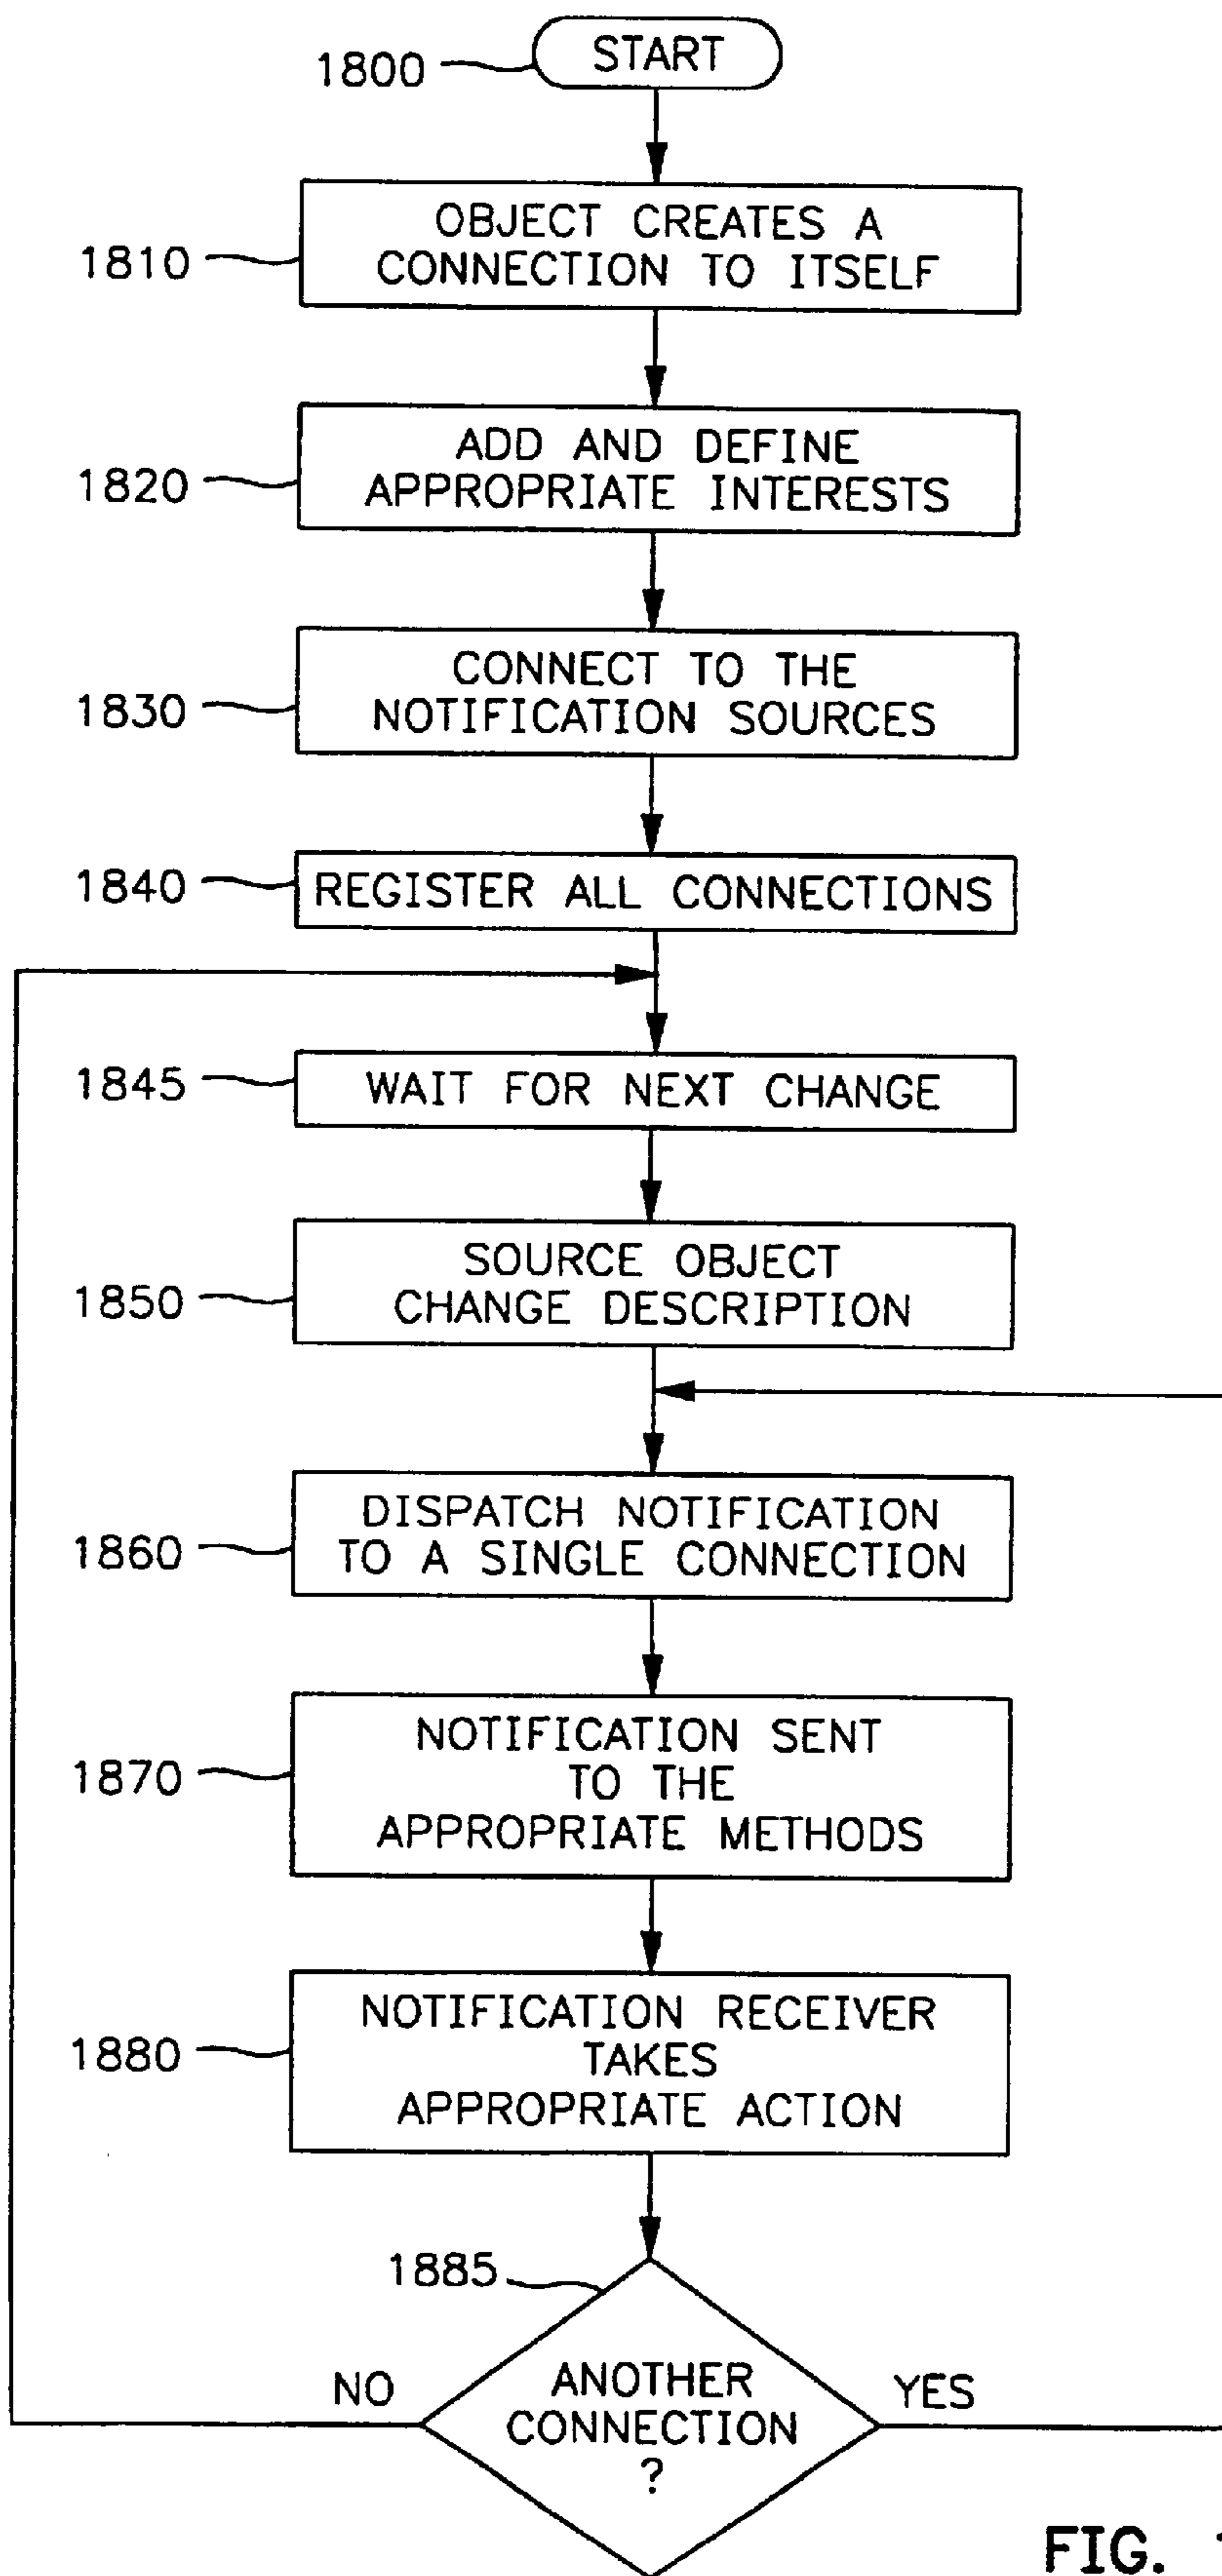 START
1800
OBJECT CREATES A
CONNECTION TO ITSELF
1810
ADD AND DEFINE
APPROPRIATE INTERESTS
1820
CONNECT TO THE
NOTIFICATION SOURCES
1830
REGISTER ALL CONNECTIONS
1840
WAIT FOR NEXT CHANGE
1845
SOURCE OBJECT
CHANGE DESCRIPTION
1850
DISPATCH NOTIFICATION
TO A SINGLE CONNECTION
1860
NOTIFICATION SENT
TO THE
APPROPRIATE METHODS
1870
NOTIFICATION RECEIVER
TAKES
APPROPRIATE ACTION
1880
1885
ANOTHER
CONNECTION
?
NO
YES
FIG.